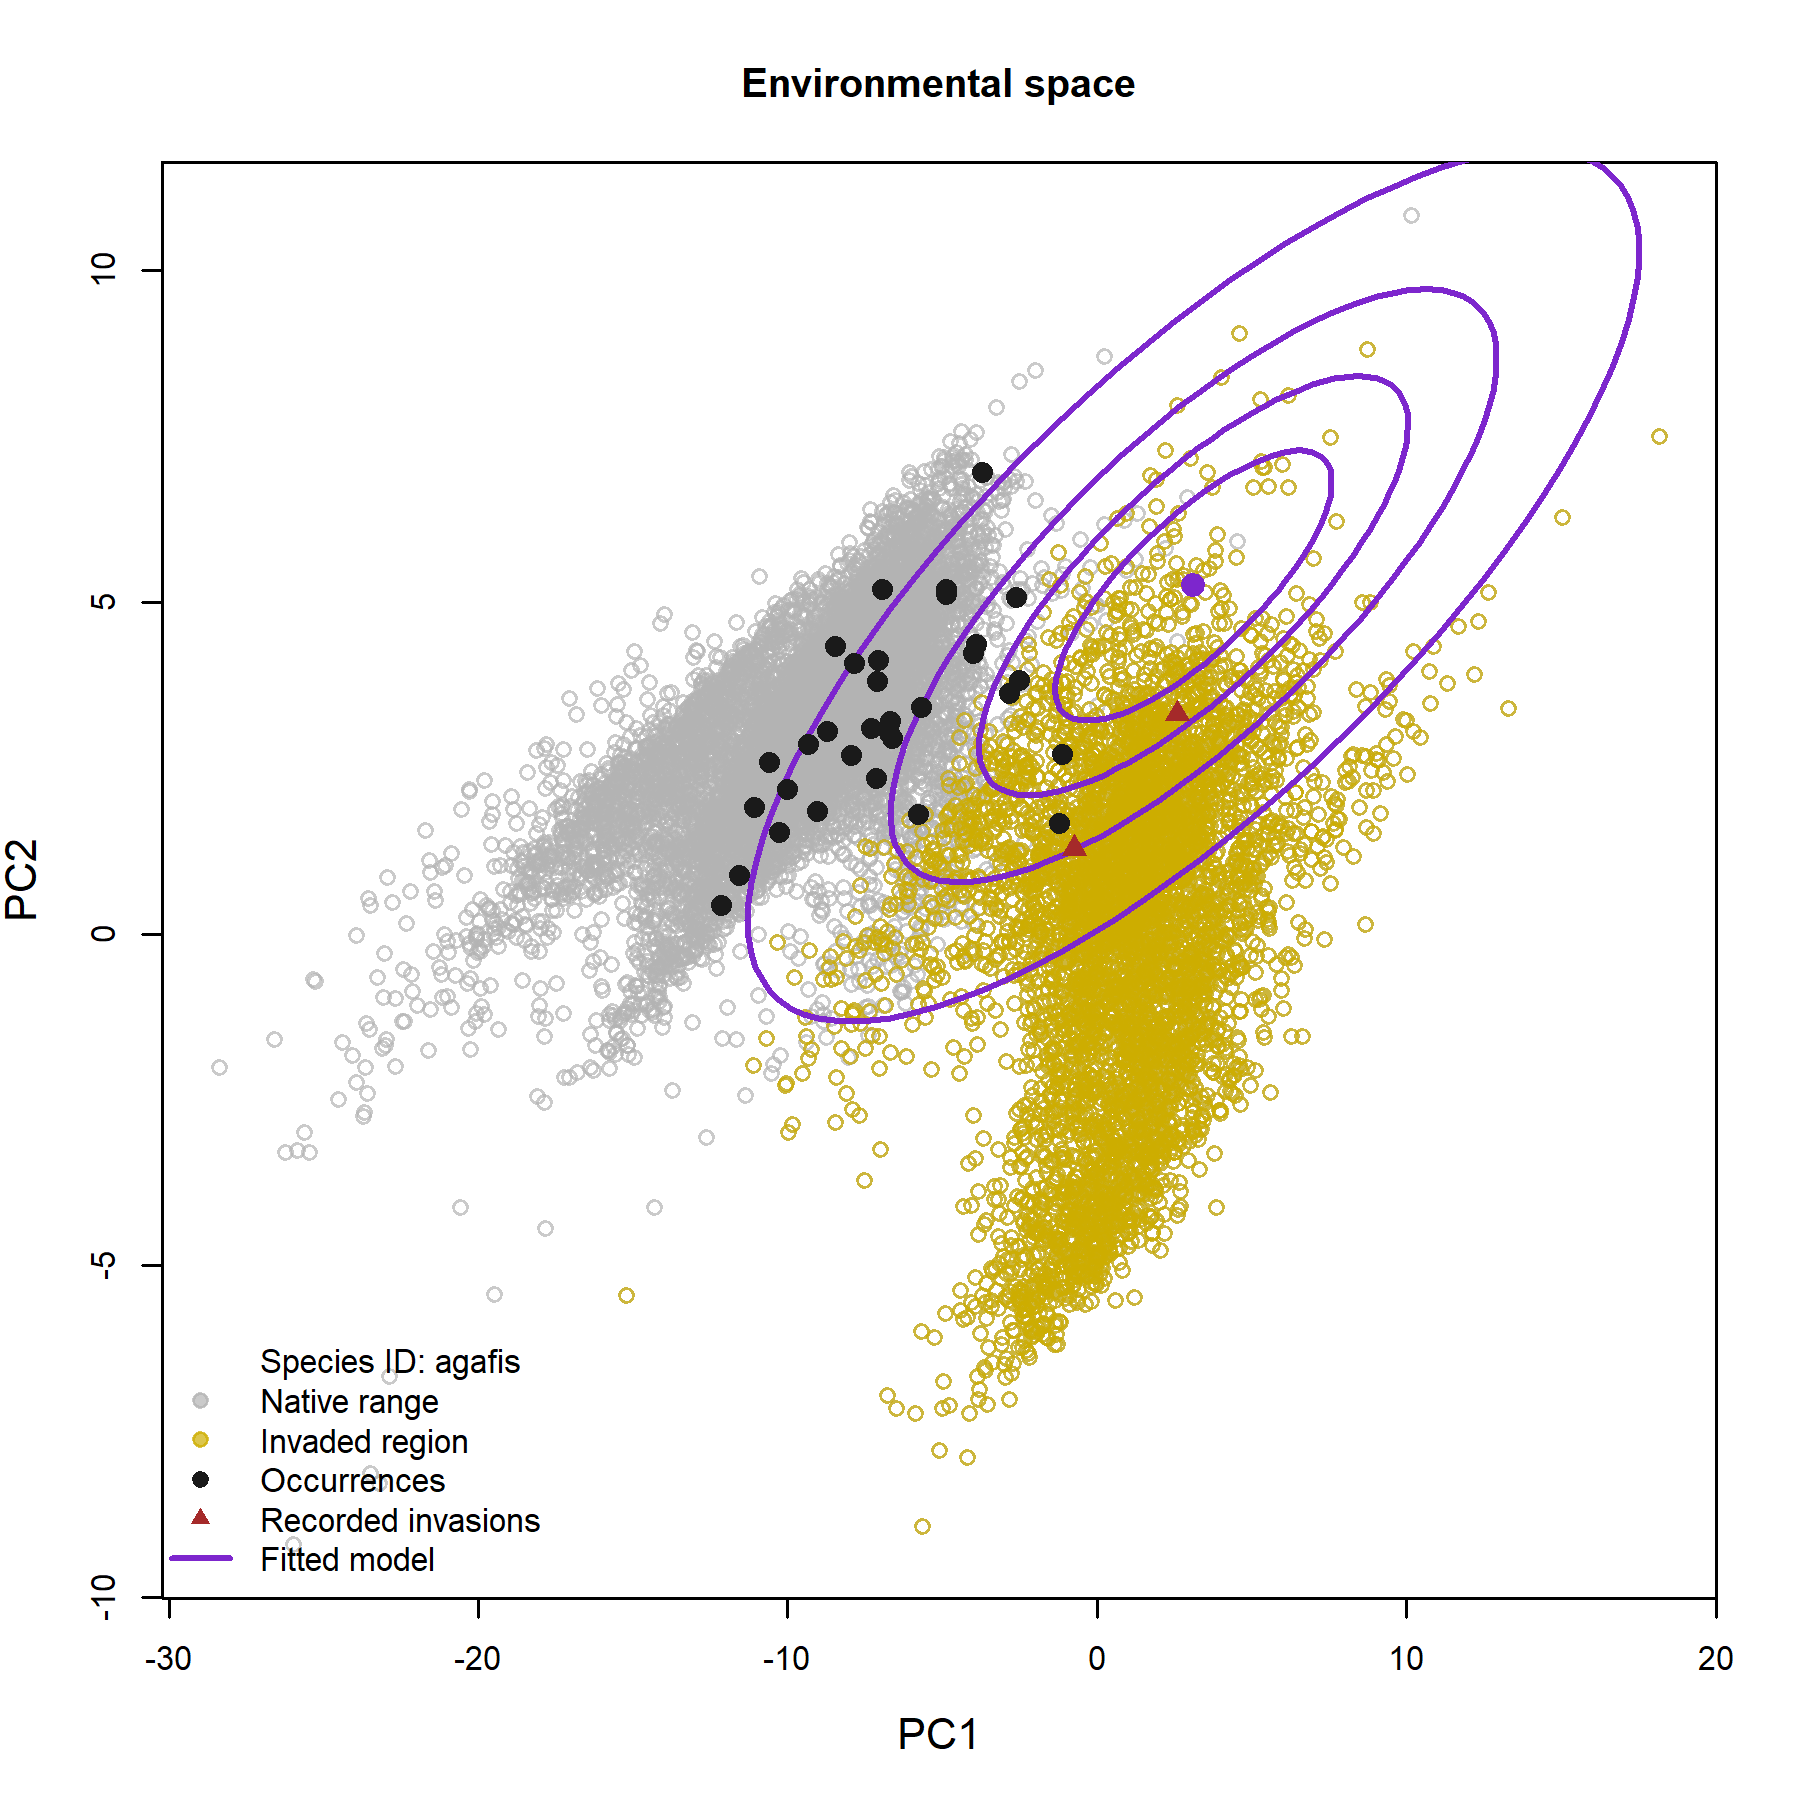 Environmental space
PC2
10
5
0
-5
-10
Species ID: agafis
Native range
Invaded region
Occurrences
Recorded invasions
Fitted model
-30 -20 -10 0 10 20
PC1